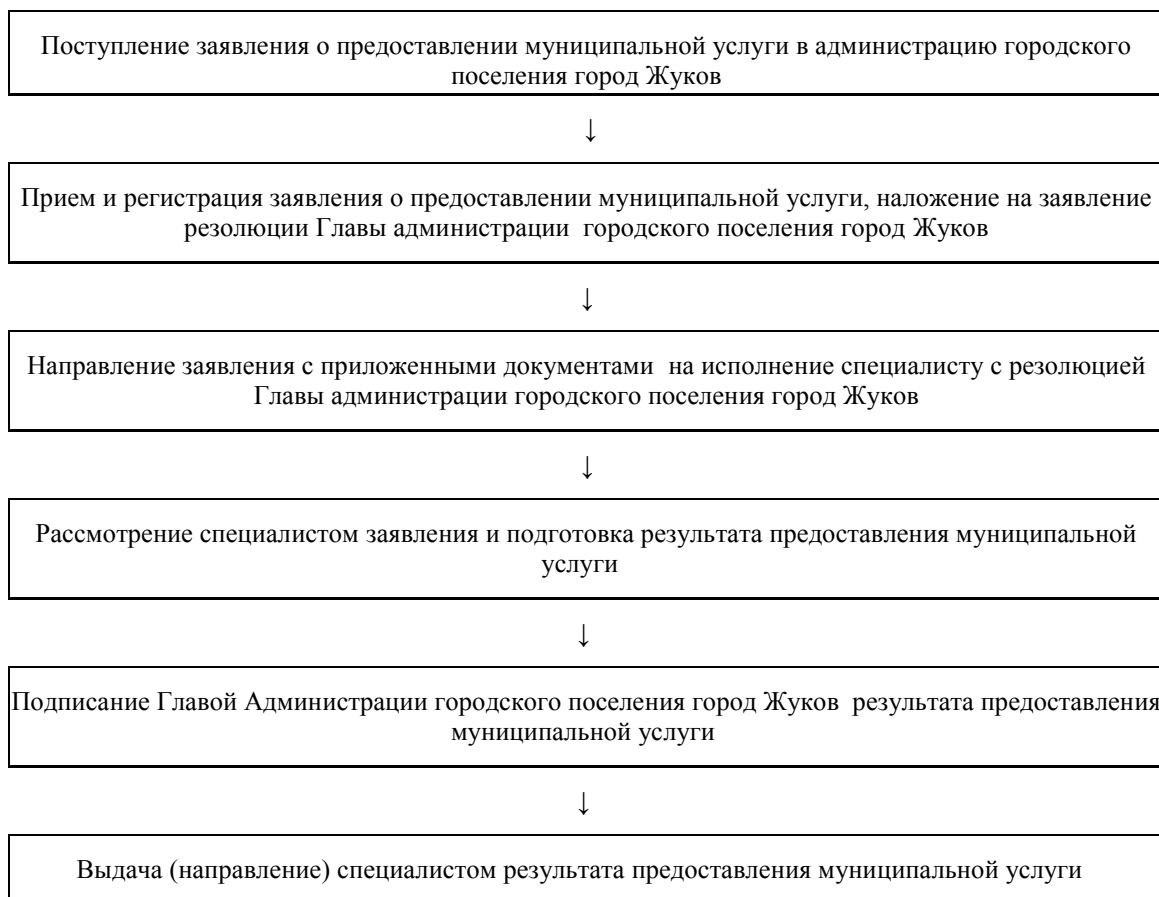 Поступление заявления о предоставлении муниципальной услуги в администрацию городского
поселения город Жуков
↓
Прием и регистрация заявления о предоставлении муниципальной услуги, наложение на заявление
резолюции Главы администрации  городского поселения город Жуков
↓
Направление заявления с приложенными документами  на исполнение специалисту с резолюцией
Главы администрации городского поселения город Жуков
↓
Рассмотрение специалистом заявления и подготовка результата предоставления муниципальной
услуги
↓
Подписание Главой Администрации городского поселения город Жуков  результата предоставления
муниципальной услуги
↓
Выдача (направление) специалистом результата предоставления муниципальной услуги